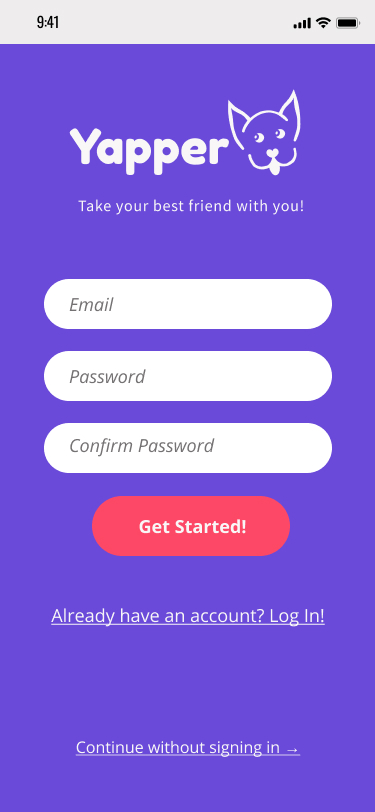 9:41
Yapper
Take your best friend with you!
Email
Password
Confirm Password
Get Started!
Already have an account? Log In!
Continue without signing in →